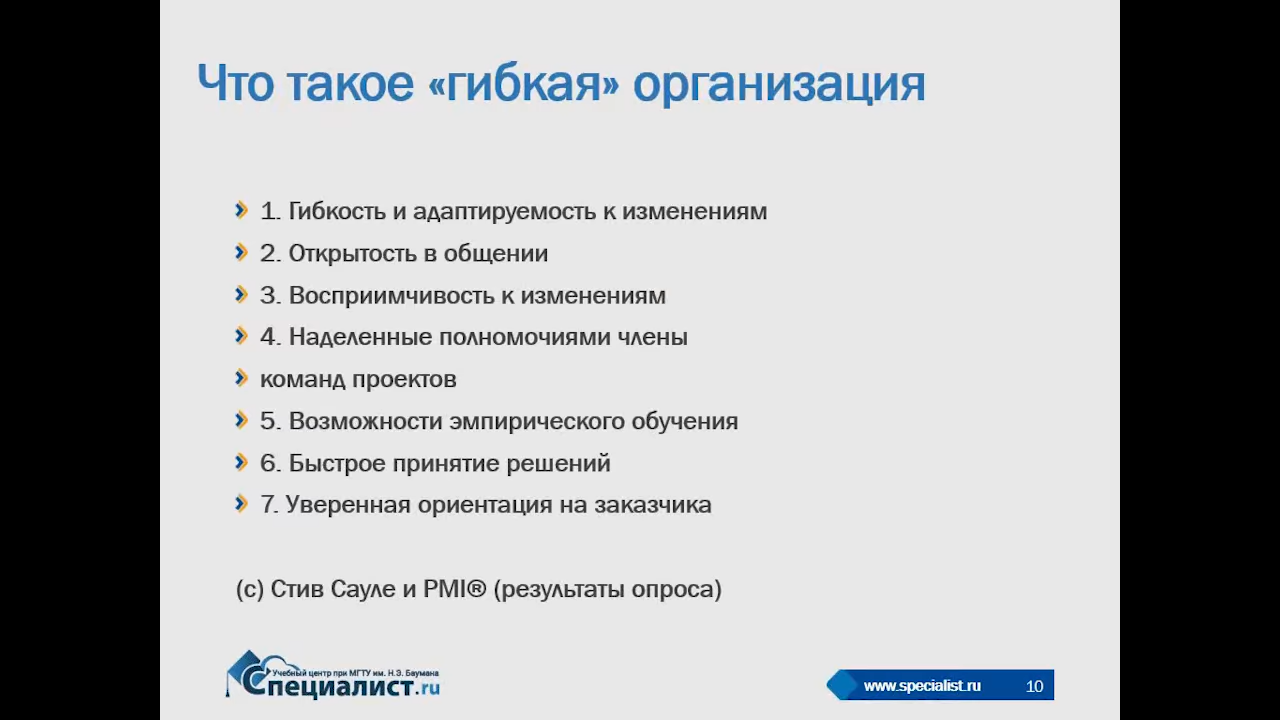 Что такое «гибкая» организация
1. Гибкость и адаптируемость к изменениям
2. Открытость в общении
3. Восприимчивость к изменениям
4. Наделенные полномочиями члены
команд проектов
5. Возможности эмпирического обучения
6. Быстрое принятие решений
7. Уверенная ориентация на заказчика
(с) Стив Сауле и PMI® (результаты опроса)
Учебный центр при МГТУ им. Н.Э. Баумана
Специалист.ru
www.specialist.ru 10